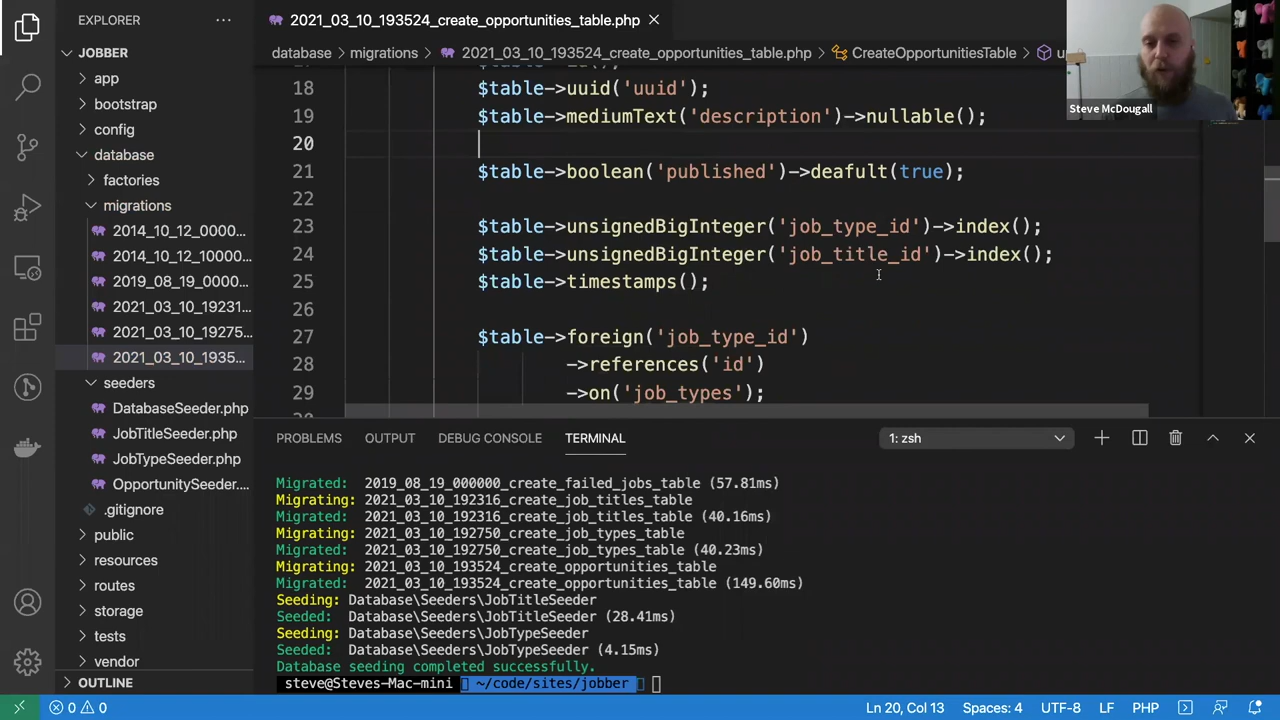 EXPLORER
2021_03_10_193524_create_opportunities_table.php
JOBBER
database > migrations > 2021_03_10_193524_create_opportunities_table.php > CreateOpportunitiesTable >
Steve McDougall
app
bootstrap
config
database
factories
migrations
2014_10_12_0000...
2014_10_12_10000...
2019_08_19_0000...
2021_03_10_19231...
2021_03_10_19275...
2021_03_10_1935...
seeders
DatabaseSeeder.php
JobTitleSeeder.php
JobTypeSeeder.php
OpportunitySeeder....
.gitignore
public
resources
routes
storage
tests
vendor
OUTLINE
18 $table->uuid('uuid');
19 $table->mediumText('description')->nullable();
20
21 $table->boolean('published')->deafult(true);
22
23 $table->unsignedBigInteger('job_type_id')->index();
24 $table->unsignedBigInteger('job_title_id')->index();
25 $table->timestamps();
26
27 $table->foreign('job_type_id')
28 ->references('id')
29 ->on('job_types');
PROBLEMS OUTPUT DEBUG CONSOLE TERMINAL 1: zsh
Migrated: 2019_08_19_000000_create_failed_jobs_table (57.81ms)
Migrating: 2021_03_10_192316_create_job_titles_table
Migrated: 2021_03_10_192316_create_job_titles_table (40.16ms)
Migrating: 2021_03_10_192750_create_job_types_table
Migrated: 2021_03_10_192750_create_job_types_table (40.23ms)
Migrating: 2021_03_10_193524_create_opportunities_table
Migrated: 2021_03_10_193524_create_opportunities_table (149.60ms)
Seeding: Database\Seeders\JobTitleSeeder
Seeded: Database\Seeders\JobTitleSeeder (28.41ms)
Seeding: Database\Seeders\JobTypeSeeder
Seeded: Database\Seeders\JobTypeSeeder (4.15ms)
Database seeding completed successfully.
steve@Steves-Mac-mini ~/code/sites/jobber
0 0 Ln 20, Col 13 Spaces: 4 UTF-8 LF PHP